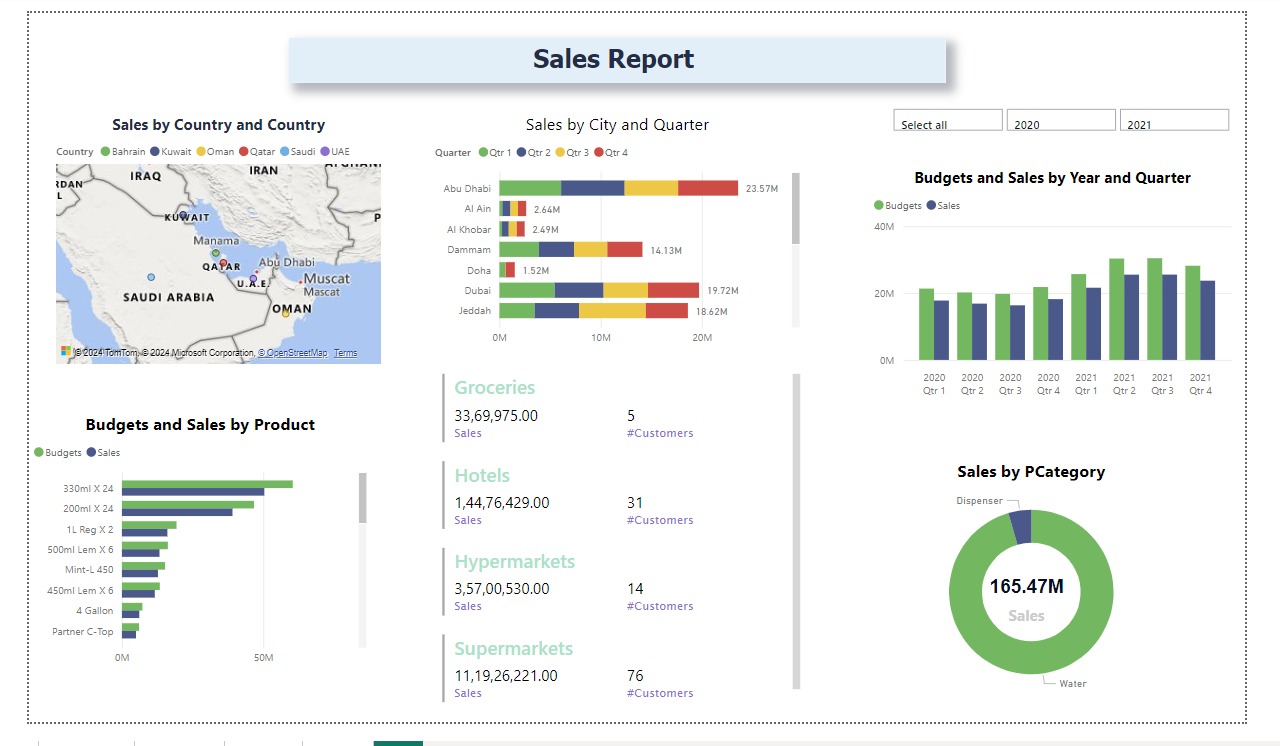 Sales Report
Sales by Country and Country
Country Bahrain Kuwait Oman Qatar Saudi UAE
IRAQ
IRAN
AFGHANI
RDAN
L
KUWAIT
P
Manama
QATAR
Abu Dhabi
U.A.E.
Muscat
Mascat
SAUDI ARABIA
OMAN
© 2024 TomTom, © 2024 Microsoft Corporation, © OpenStreetMap Terms
Budgets and Sales by Product
Budgets Sales
330ml X 24
200ml X 24
1L Reg X 2
500ml Lem X 6
Mint-L 450
450ml Lem X 6
4 Gallon
Partner C-Top
0M 50M
Sales by City and Quarter
Quarter Qtr 1 Qtr 2 Qtr 3 Qtr 4
Abu Dhabi 23.57M
Al Ain 2.64M
Al Khobar 2.49M
Dammam 14.13M
Doha 1.52M
Dubai 19.72M
Jeddah 18.62M
0M 10M 20M
Groceries
33,69,975.00 5
Sales #Customers
Hotels
1,44,76,429.00 31
Sales #Customers
Hypermarkets
3,57,00,530.00 14
Sales #Customers
Supermarkets
11,19,26,221.00 76
Sales #Customers
Select all 2020 2021
Budgets and Sales by Year and Quarter
Budgets Sales
40M
20M
0M
2020 2020 2020 2020 2021 2021 2021 2021
Qtr 1 Qtr 2 Qtr 3 Qtr 4 Qtr 1 Qtr 2 Qtr 3 Qtr 4
Sales by PCategory
Dispenser
165.47M
Sales
Water